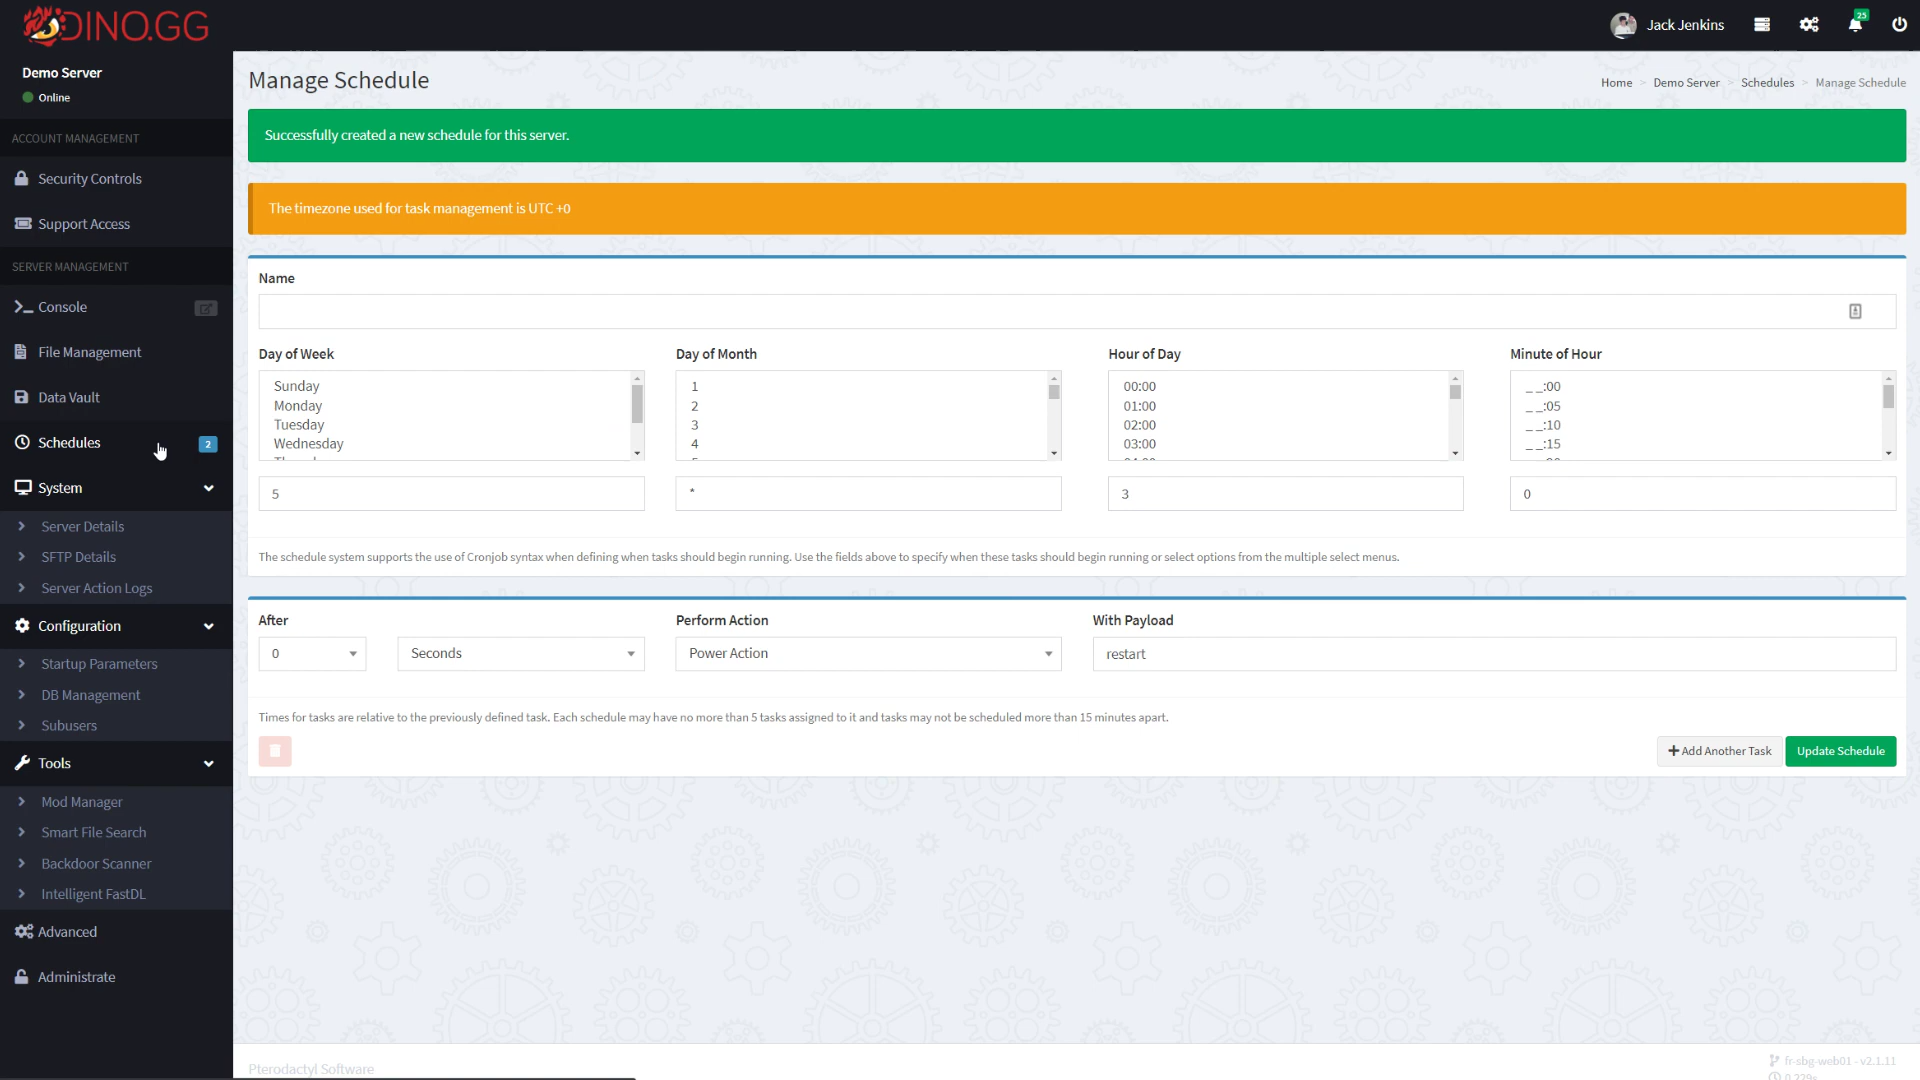 DINO.GG
Jack Jenkins
25
Demo Server
Online
ACCOUNT MANAGEMENT
Security Controls
Support Access
SERVER MANAGEMENT
Console
File Management
Data Vault
Schedules
2
System
Server Details
SFTP Details
Server Action Logs
Configuration
Startup Parameters
DB Management
Subusers
Tools
Mod Manager
Smart File Search
Backdoor Scanner
Intelligent FastDL
Advanced
Administrate
Manage Schedule
Home > Demo Server > Schedules > Manage Schedule
Successfully created a new schedule for this server.
The timezone used for task management is UTC +0
Name
Day of Week
Day of Month
Hour of Day
Minute of Hour
Sunday
Monday
Tuesday
Wednesday
1
2
3
4
00:00
01:00
02:00
03:00
_ _:00
_ _:05
_ _:10
_ _:15
5
*
3
0
The schedule system supports the use of Cronjob syntax when defining when tasks should begin running. Use the fields above to specify when these tasks should begin running or select options from the multiple select menus.
After
Perform Action
With Payload
0
Seconds
Power Action
restart
Times for tasks are relative to the previously defined task. Each schedule may have no more than 5 tasks assigned to it and tasks may not be scheduled more than 15 minutes apart.
Add Another Task
Update Schedule
Pterodactyl Software
fr-sbg-web01 - v2.1.11
0.229s